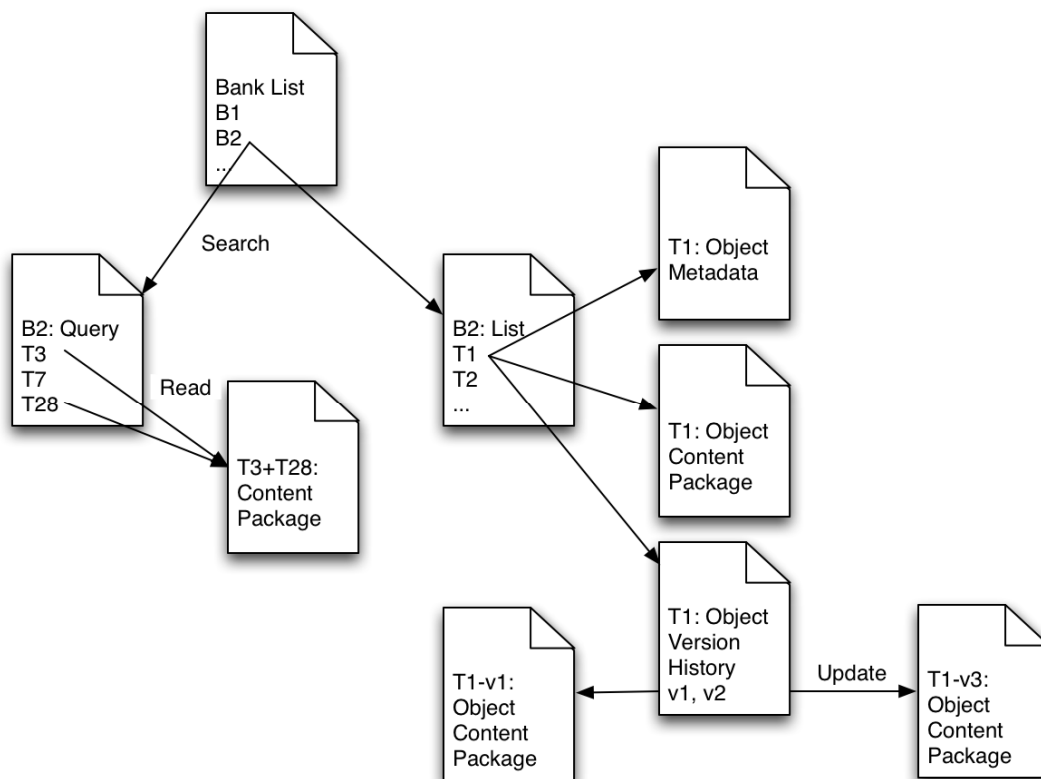 Bank List
B1
B2
...
Search
B2: Query
T3
T7
T28
Read
T3+T28:
Content
Package
B2: List
T1
T2
...
T1: Object
Metadata
T1: Object
Content
Package
T1: Object
Version
History
v1, v2
T1-v1:
Object
Content
Package
Update
T1-v3:
Object
Content
Package